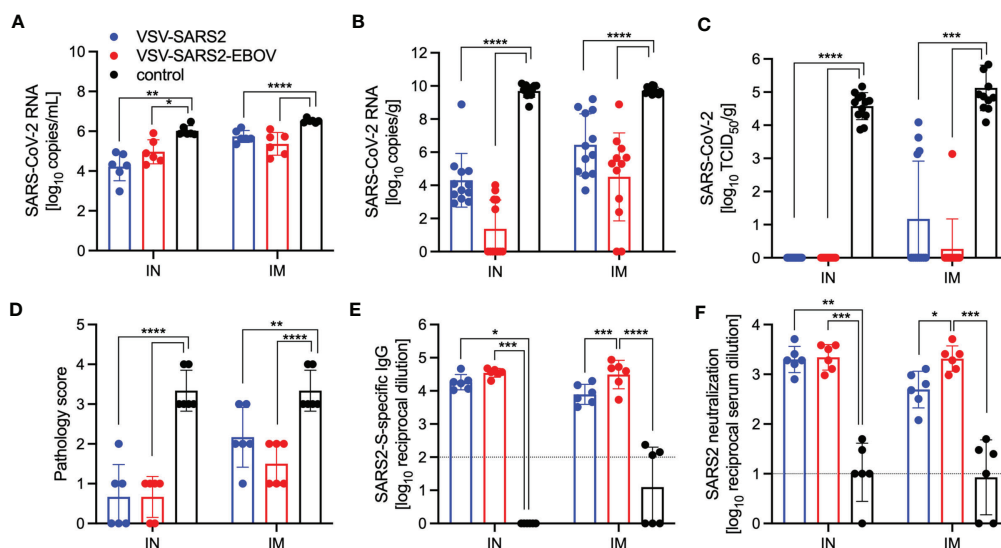 A
VSV-SARS2
VSV-SARS2-EBOV
control
SARS-CoV-2 RNA
[log10 copies/mL]
10
8
6
4
2
0
**
*
****
IN
IM
B
SARS-CoV-2 RNA
[log10 copies/g]
12
10
8
6
4
2
0
****
****
IN
IM
C
SARS-CoV-2
[log10 TCID50/g]
6
5
4
3
2
1
0
****
***
IN
IM
D
Pathology score
5
4
3
2
1
0
****
**
****
IN
IM
E
SARS2-S-specific IgG
[log10 reciprocal dilution]
6
5
4
3
2
1
0
*
***
***
****
IN
IM
F
SARS2 neutralization
[log10 reciprocal serum dilution]
4
3
2
1
0
**
***
*
***
IN
IM